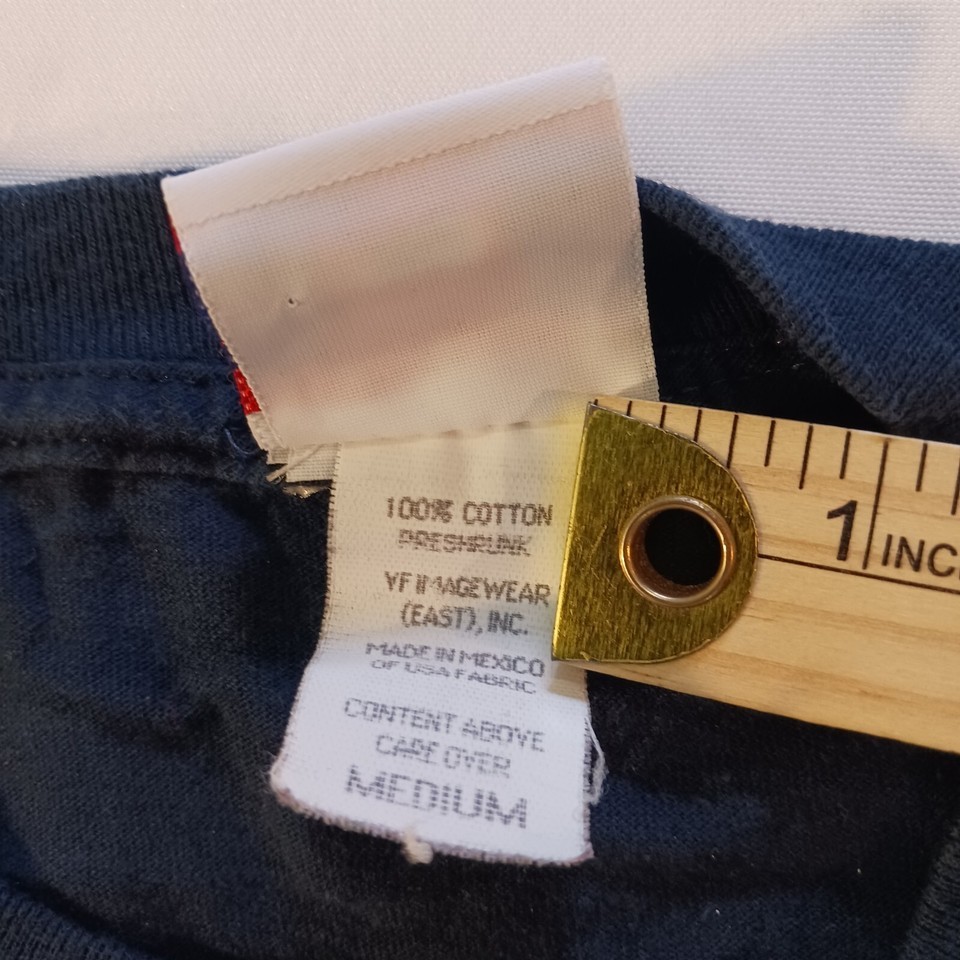 100% COTTON
PRESHRUNK
YF IMAGEWEAR
(EAST), INC.
MADE IN MEXICO
OF USA FABRIC
CONTENT ABOVE
CARE OVER
MEDIUM
1 INC